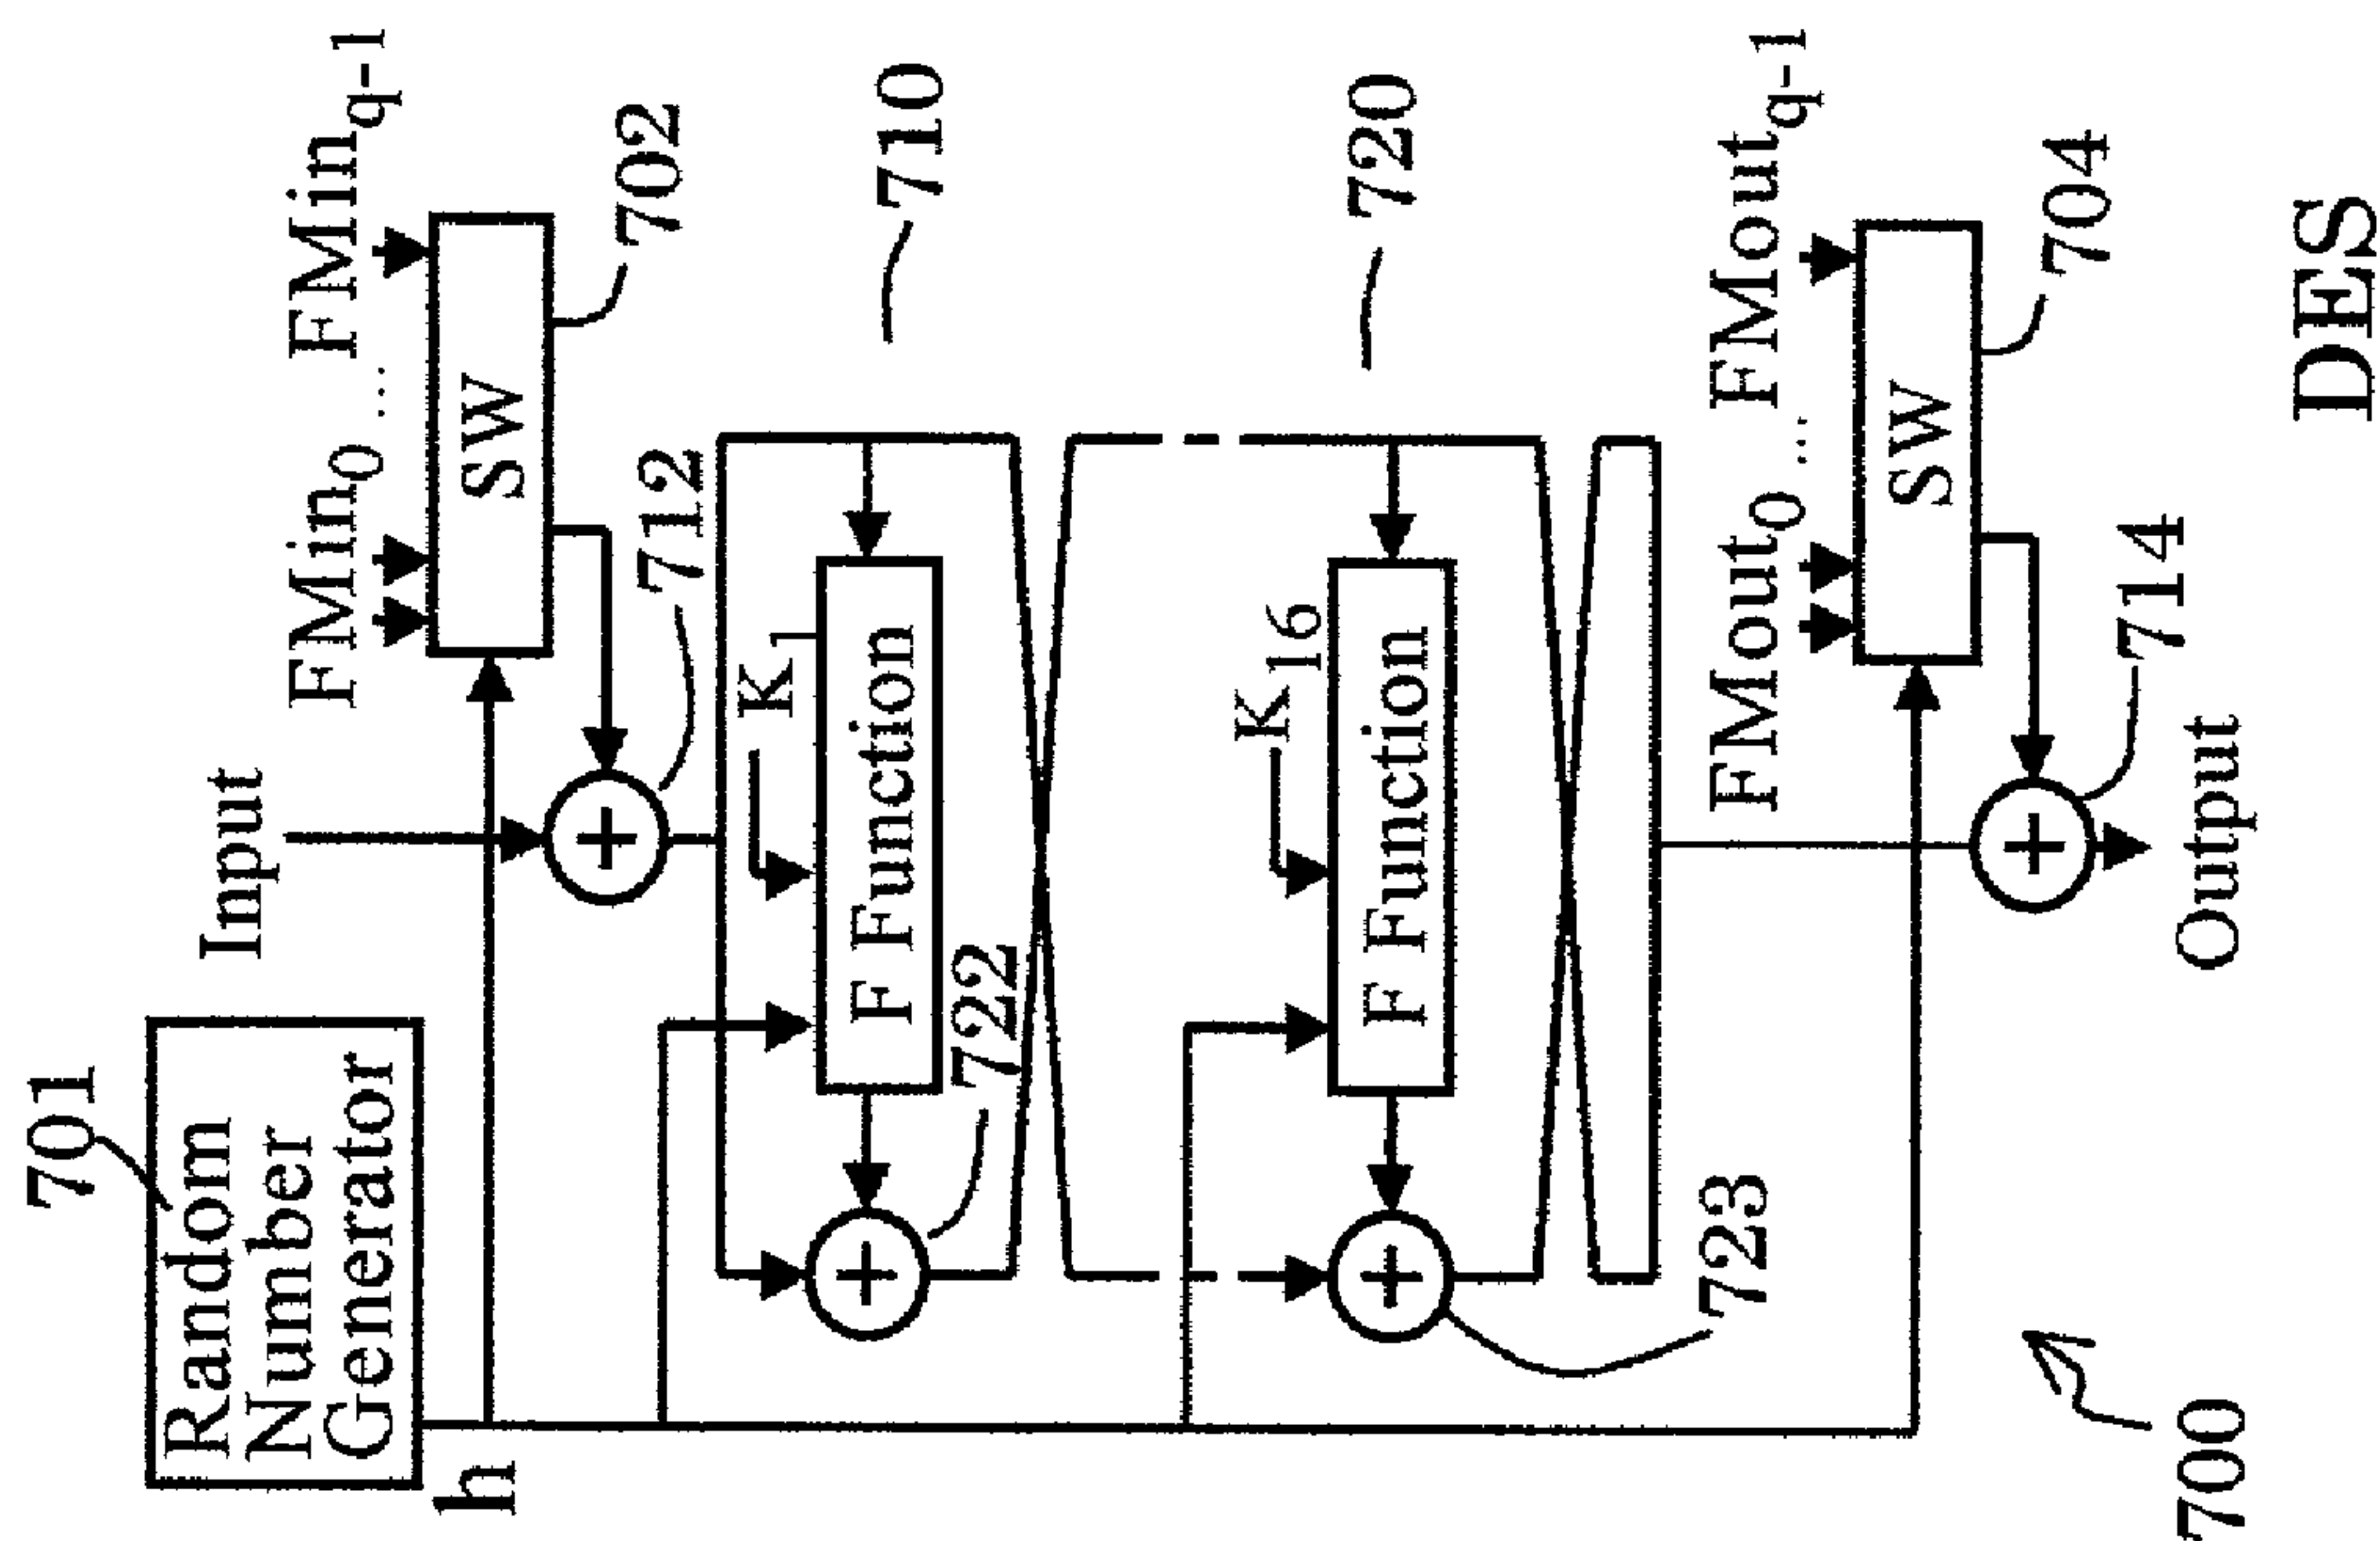 701
Random
Number
Generator
h
Input
FMin0 ... FMinq-1
SW
702
712
K1
F Function
710
722
K16
F Function
720
723
FMout0 ... FMoutq-1
SW
704
714
Output
700
DES